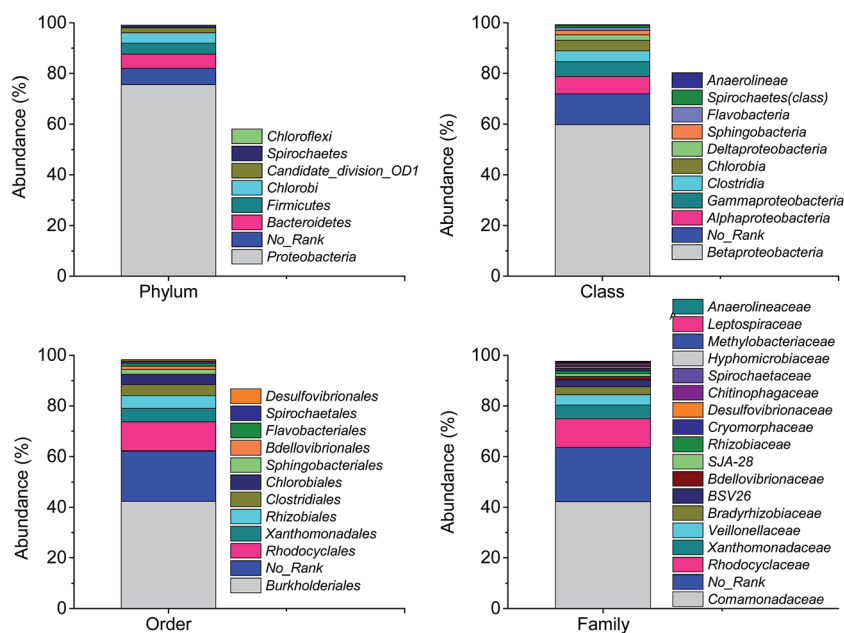 100
80
60
40
20
0
Abundance (%)
Chloroflexi
Spirochaetes
Candidate_division_OD1
Chlorobi
Firmicutes
Bacteroidetes
No_Rank
Proteobacteria
Phylum
100
80
60
40
20
0
Abundance (%)
Anaerolineae
Spirochaetes(class)
Flavobacteria
Sphingobacteria
Deltaproteobacteria
Chlorobia
Clostridia
Gammaproteobacteria
Alphaproteobacteria
No_Rank
Betaproteobacteria
Class
100
80
60
40
20
0
Abundance (%)
Desulfovibrionales
Spirochaetales
Flavobacteriales
Bdellovibrionales
Sphingobacteriales
Chlorobiales
Clostridiales
Rhizobiales
Xanthomonadales
Rhodocyclales
No_Rank
Burkholderiales
Order
100
80
60
40
20
0
Abundance (%)
Anaerolineaceae
Leptospiraceae
Methylobacteriaceae
Hyphomicrobiaceae
Spirochaetaceae
Chitinophagaceae
Desulfovibrionaceae
Cryomorphaceae
Rhizobiaceae
SJA-28
Bdellovibrionaceae
BSV26
Bradyrhizobiaceae
Veillonellaceae
Xanthomonadaceae
Rhodocyclaceae
No_Rank
Comamonadaceae
Family